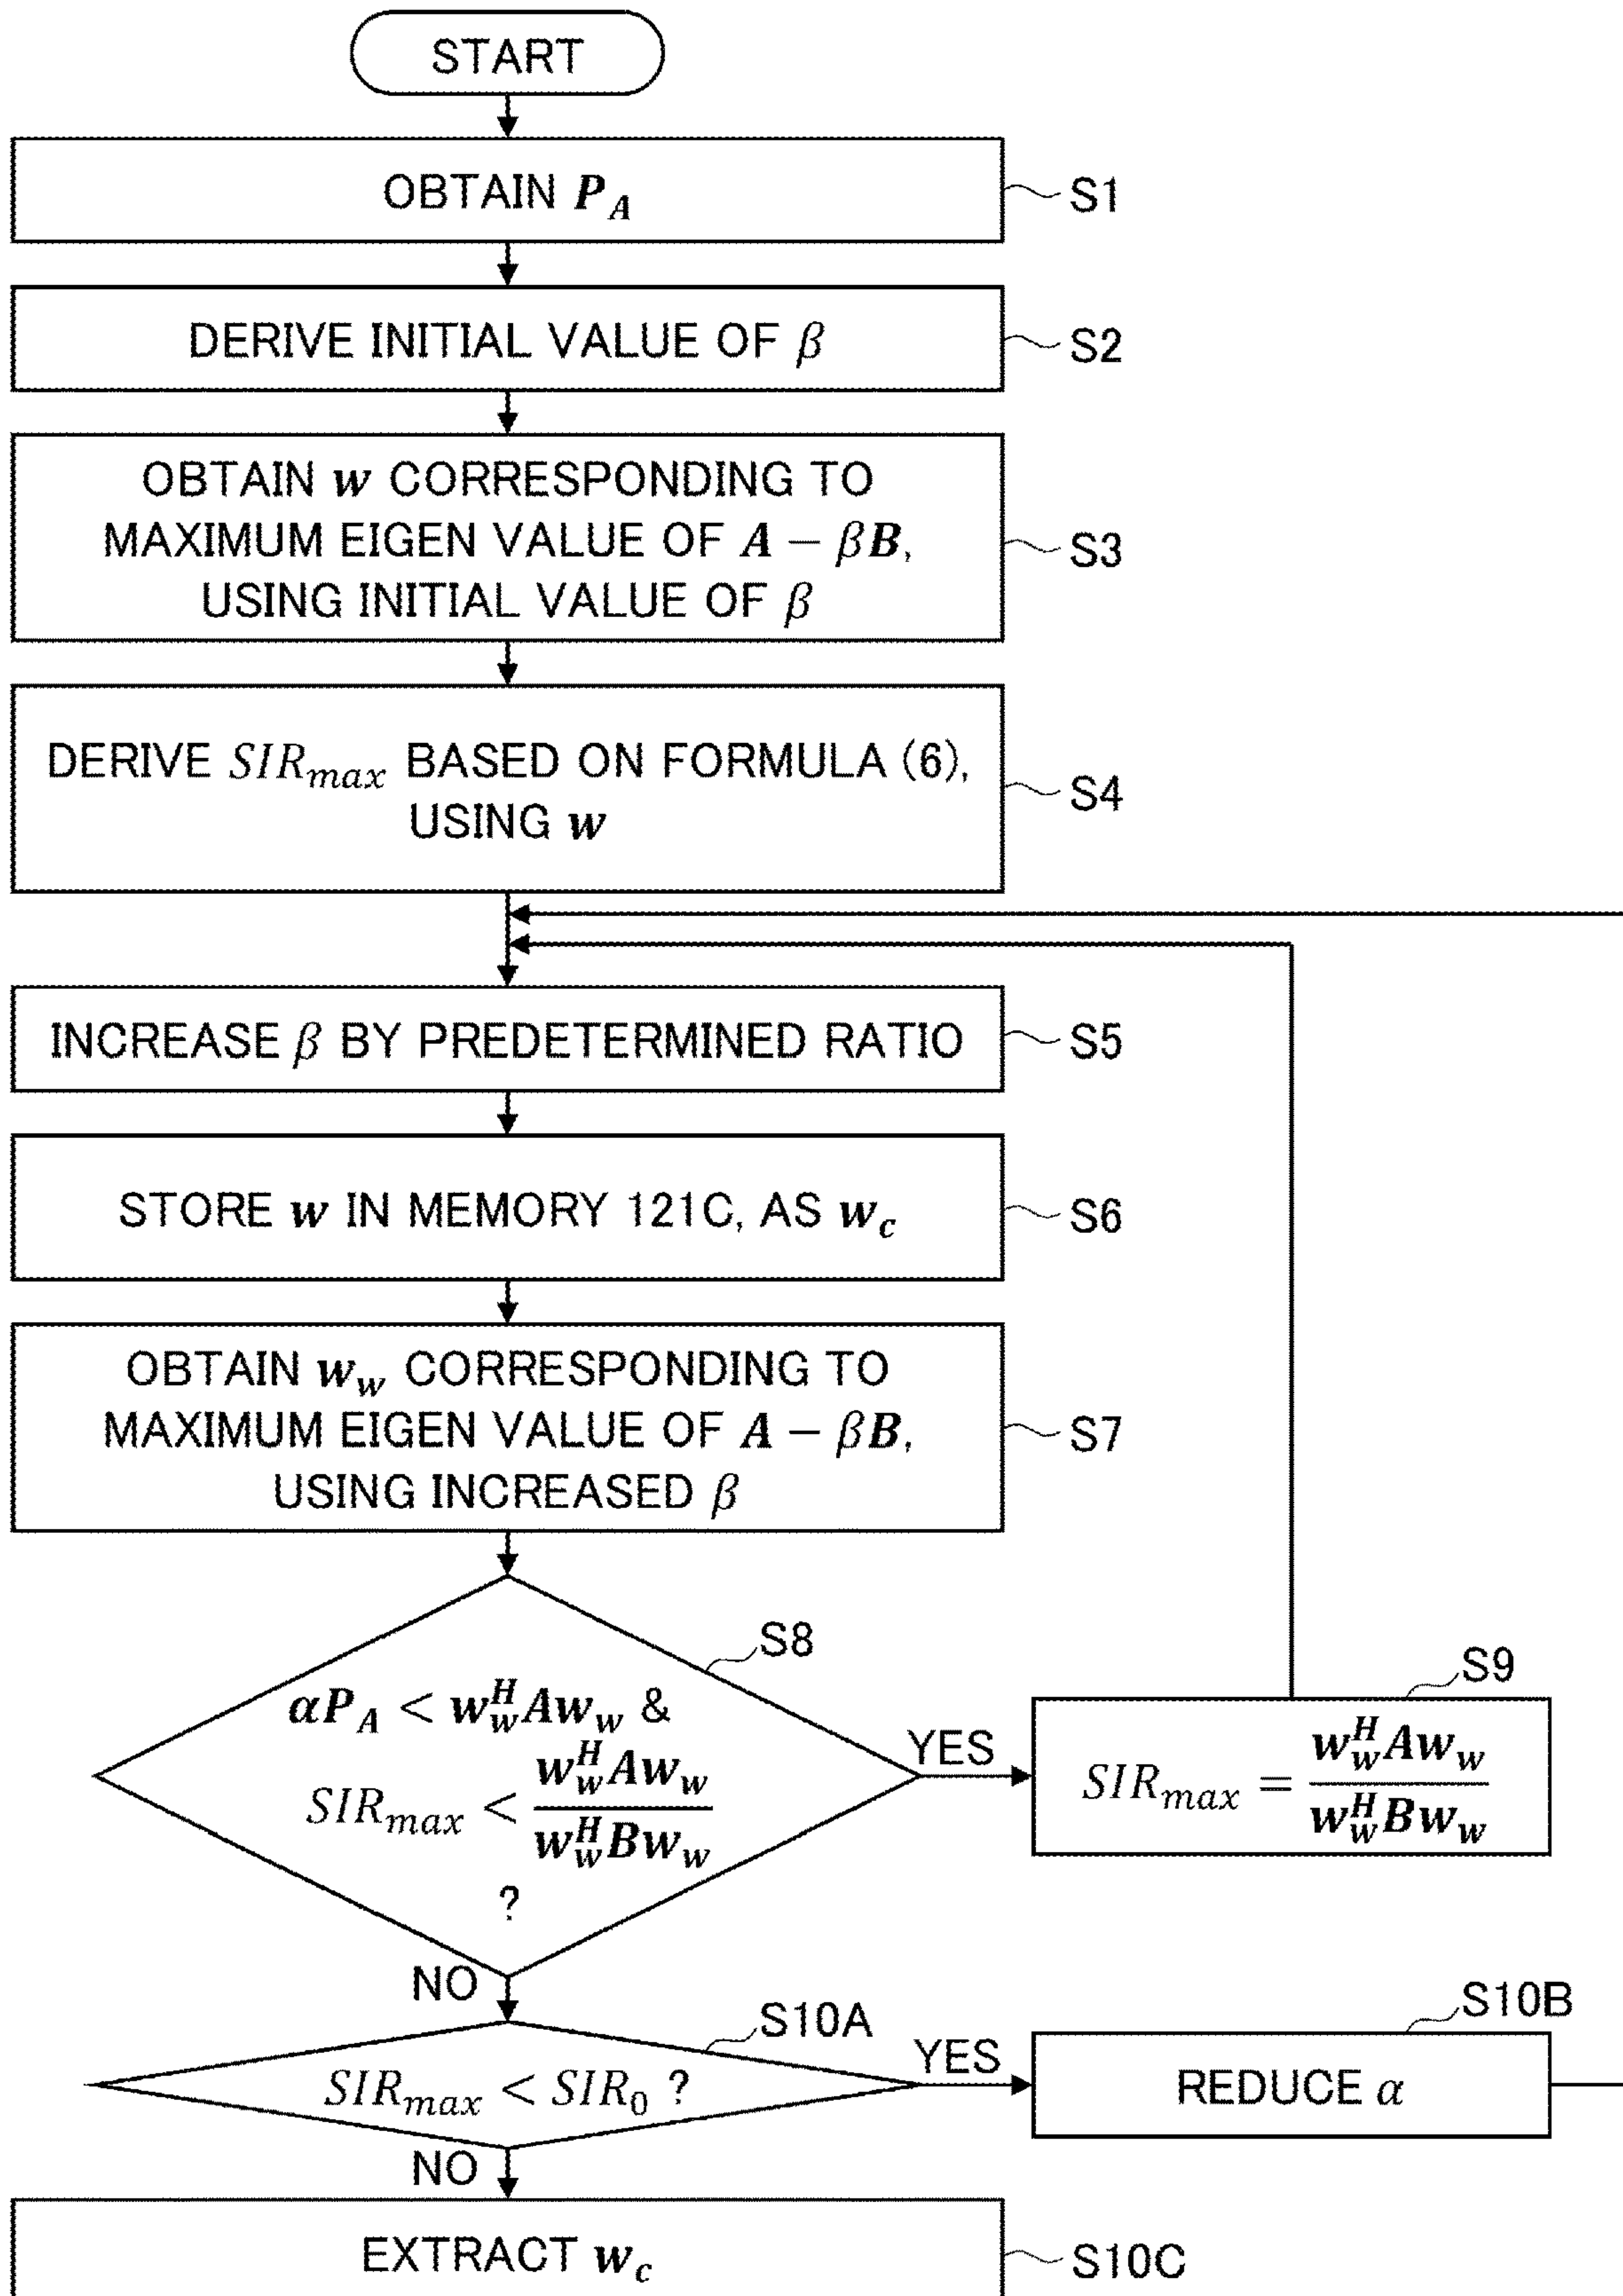 START
OBTAIN P_A
S1
DERIVE INITIAL VALUE OF β
S2
OBTAIN w CORRESPONDING TO
MAXIMUM EIGEN VALUE OF A − βB,
USING INITIAL VALUE OF β
S3
DERIVE SIR_max BASED ON FORMULA (6),
USING w
S4
INCREASE β BY PREDETERMINED RATIO
S5
STORE w IN MEMORY 121C, AS w_c
S6
OBTAIN w_w CORRESPONDING TO
MAXIMUM EIGEN VALUE OF A − βB,
USING INCREASED β
S7
S8
αP_A < w_w^H A w_w &
SIR_max < w_w^H A w_w / w_w^H B w_w
?
YES
S9
SIR_max = w_w^H A w_w / w_w^H B w_w
NO
S10A
SIR_max < SIR_0 ?
YES
S10B
REDUCE α
NO
EXTRACT w_c
S10C